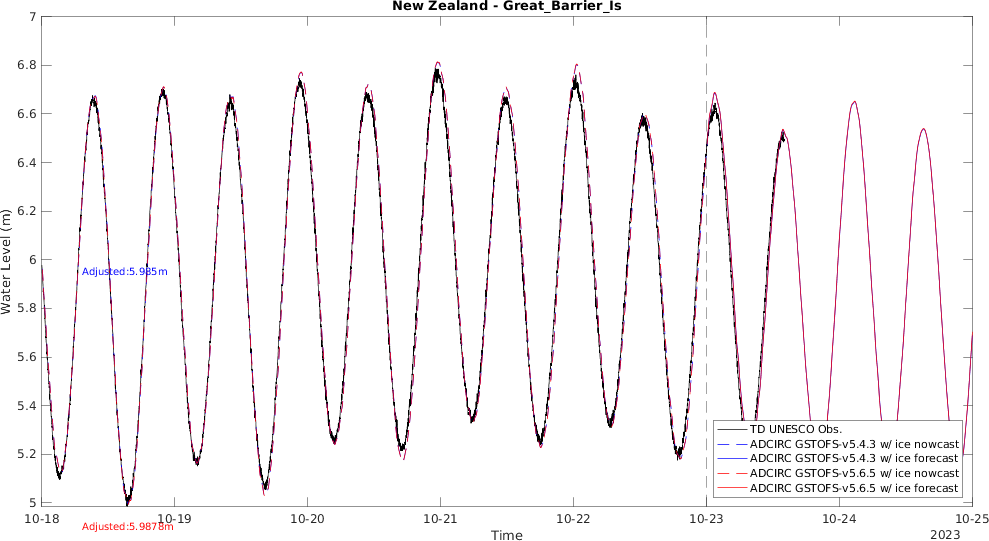 New Zealand - Great_Barrier_Is
7
6.8
6.6
6.4
6.2
6
5.8
5.6
5.4
5.2
5
Water Level (m)
Adjusted:5.985m
Adjusted:5.9878m
TD UNESCO Obs.
ADCIRC GSTOFS-v5.4.3 w/ ice nowcast
ADCIRC GSTOFS-v5.4.3 w/ ice forecast
ADCIRC GSTOFS-v5.6.5 w/ ice nowcast
ADCIRC GSTOFS-v5.6.5 w/ ice forecast
10-18 10-19 10-20 10-21 10-22 10-23 10-24 10-25
Time
2023